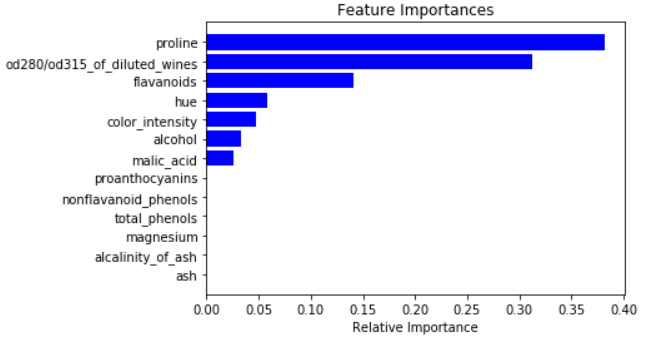 Feature Importances
proline
od280/od315_of_diluted_wines
flavanoids
hue
color_intensity
alcohol
malic_acid
proanthocyanins
nonflavanoid_phenols
total_phenols
magnesium
alcalinity_of_ash
ash
0.00 0.05 0.10 0.15 0.20 0.25 0.30 0.35 0.40
Relative Importance